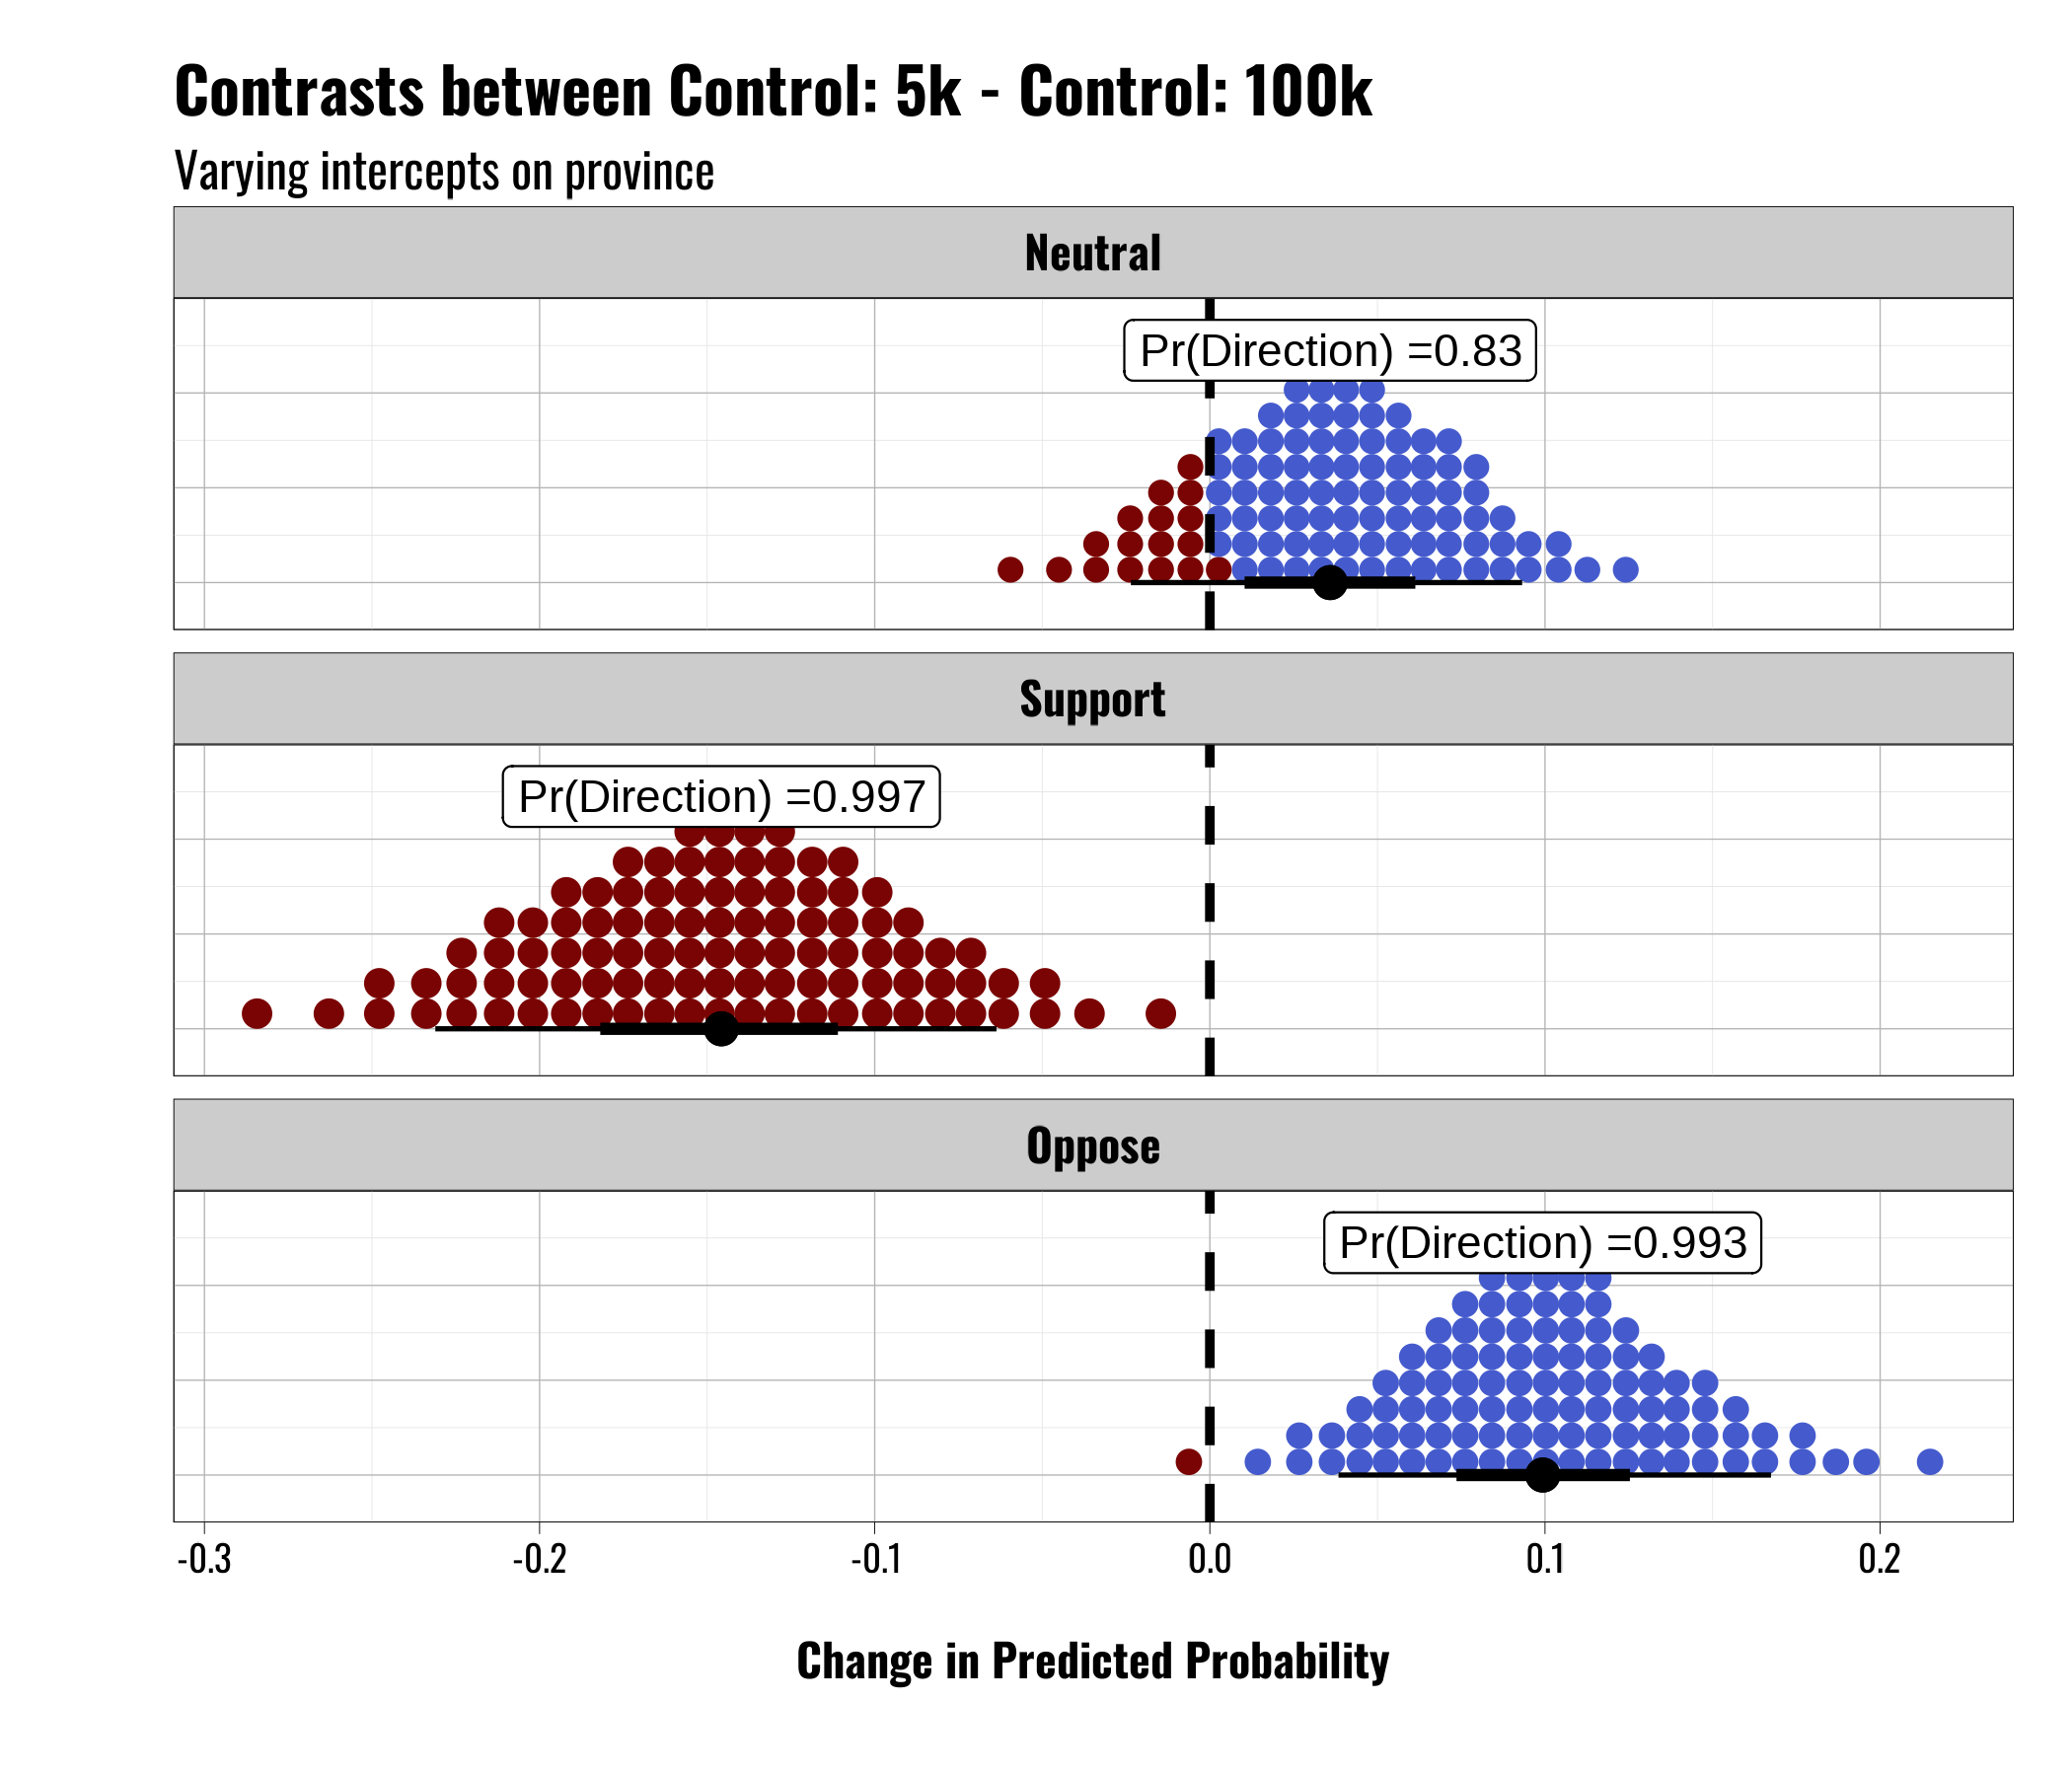 Contrasts between Control: 5k - Control: 100k
Varying intercepts on province
Neutral
Pr(Direction) =0.83
Support
Pr(Direction) =0.997
Oppose
Pr(Direction) =0.993
-0.3 -0.2 -0.1 0.0 0.1 0.2
Change in Predicted Probability